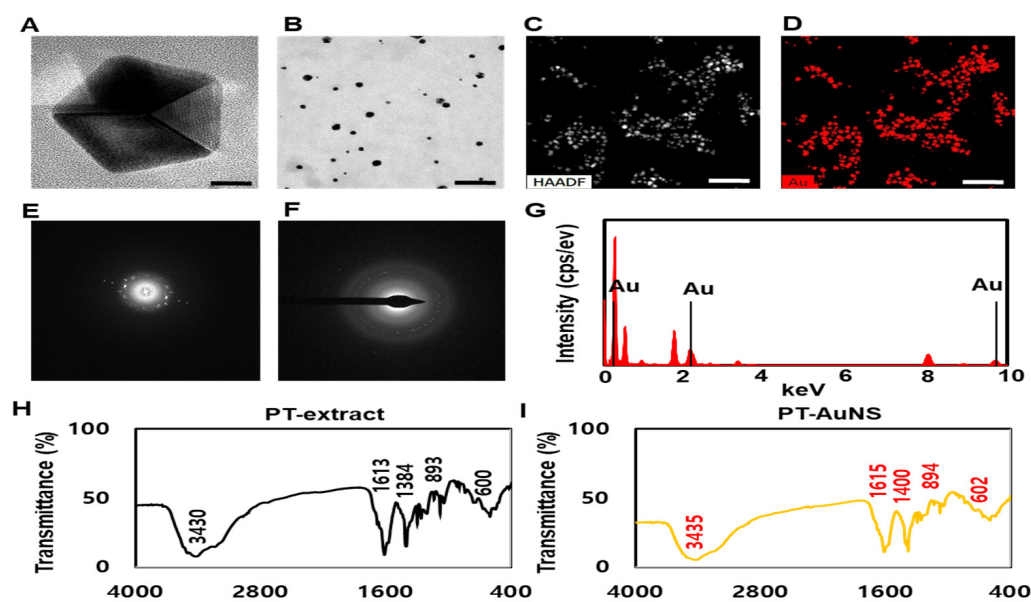 A
B
C
D
HAADF
Au
E
F
G
Intensity (cps/ev)
Au
Au
Au
0
2
4
6
8
10
keV
H
PT-extract
Transmittance (%)
100
50
0
3430
1613
1384
893
600
4000
2800
1600
400
I
PT-AuNS
Transmittance (%)
100
50
0
3435
1615
1400
894
602
4000
2800
1600
400